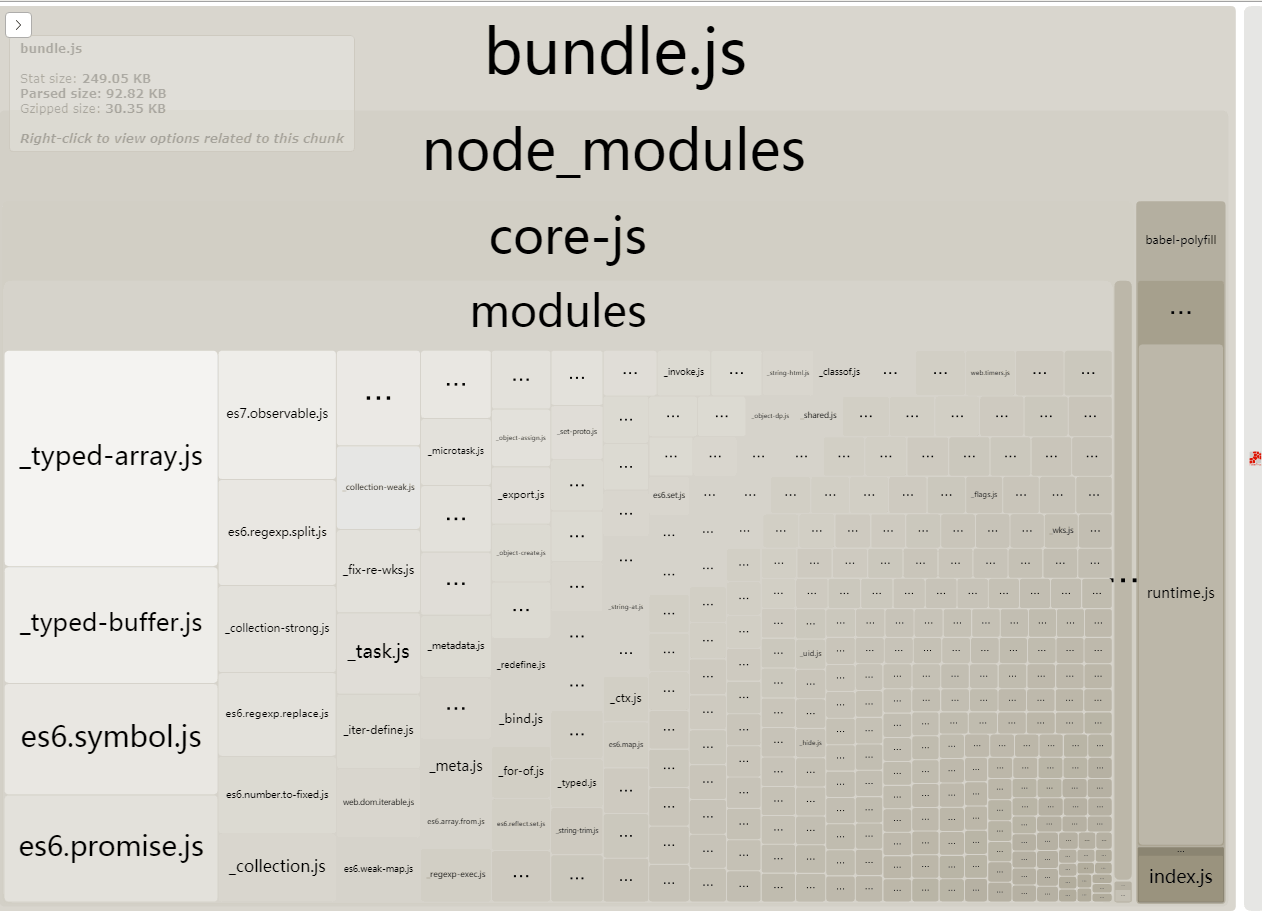 bundle.js
bundle.js
Stat size: 249.05 KB
Parsed size: 92.82 KB
Gzipped size: 30.35 KB
Right-click to view options related to this chunk
node_modules
core-js
babel-polyfill
modules
...
_typed-array.js
_typed-buffer.js
es6.symbol.js
es6.promise.js
es7.observable.js
es6.regexp.split.js
_collection-strong.js
es6.regexp.replace.js
es6.number.to-fixed.js
_collection.js
...
_collection-weak.js
_fix-re-wks.js
_task.js
_iter-define.js
web.dom.iterable.js
es6.weak-map.js
...
_microtask.js
...
...
_metadata.js
...
_meta.js
es6.array.from.js
_regexp-exec.js
...
_object-assign.js
_export.js
_object-create.js
...
_redefine.js
_bind.js
_for-of.js
es6.reflect.set.js
...
...
_set-proto.js
...
...
...
...
...
...
_typed.js
_string-trim.js
...
...
...
...
...
...
_string-at.js
...
_ctx.js
es6.map.js
...
...
...
_invoke.js
...
_string-html.js
_classof.js
...
...
web.timers.js
...
...
...
...
_object-dp.js
_shared.js
...
...
...
...
...
...
es6.set.js
_flags.js
_wks.js
_uid.js
_hide.js
...
runtime.js
...
index.js